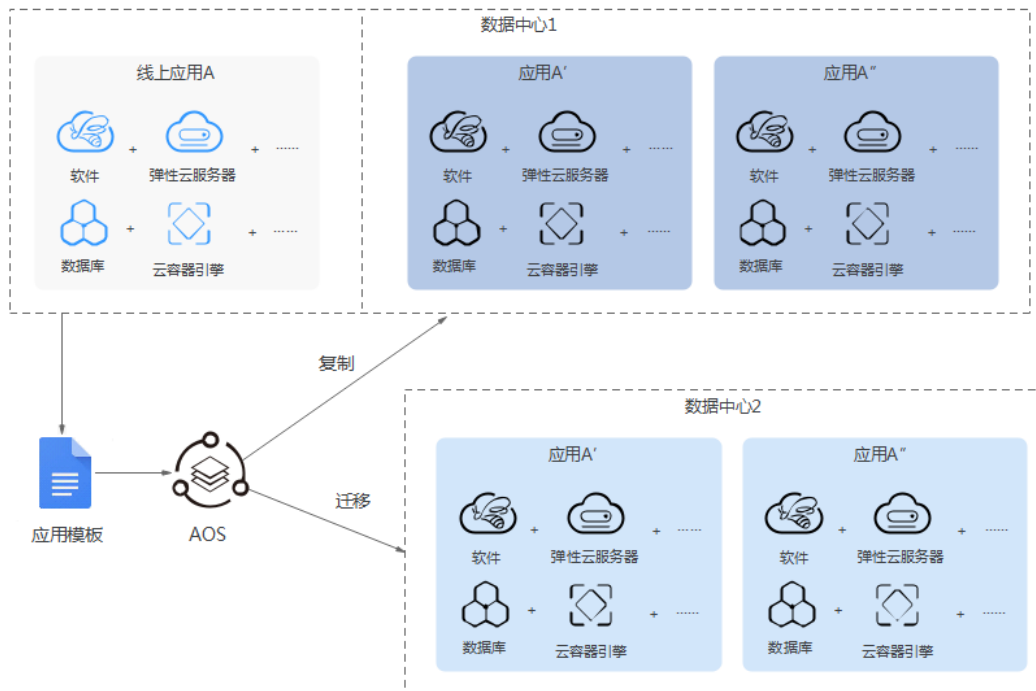 数据中心1
线上应用A
应用A′
应用A″
+ + ······
+ + ······
+ + ······
软件 弹性云服务器
软件 弹性云服务器
软件 弹性云服务器
+ + ······
+ + ······
+ + ······
数据库 云容器引擎
数据库 云容器引擎
数据库 云容器引擎
复制
数据中心2
应用A′
应用A″
迁移
应用模板
AOS
+ + ······
+ + ······
软件 弹性云服务器
软件 弹性云服务器
+ + ······
+ + ······
数据库 云容器引擎
数据库 云容器引擎